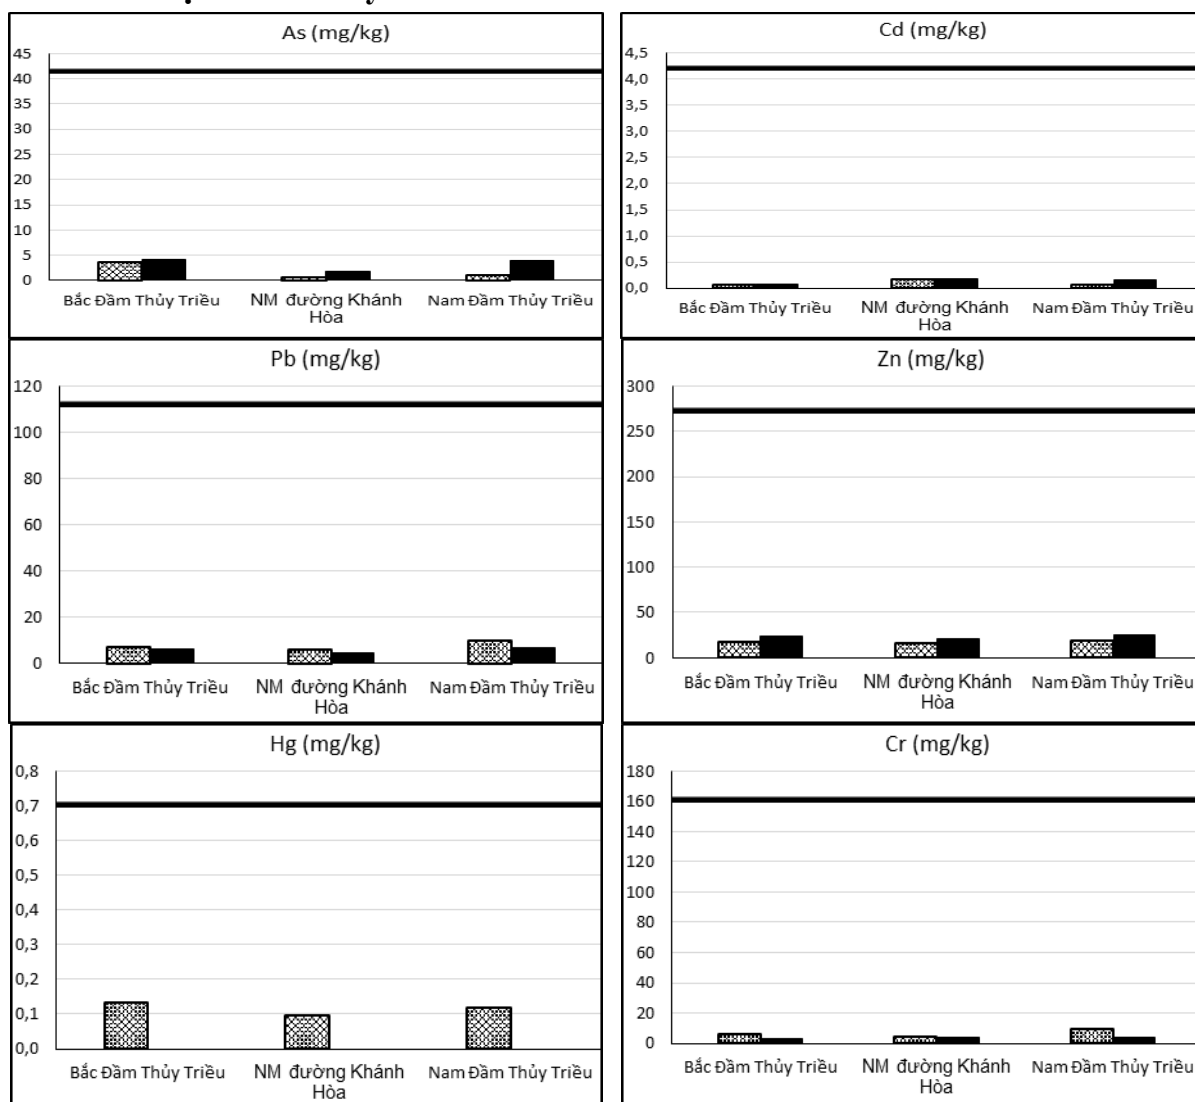 As (mg/kg)
45
40
35
30
25
20
15
10
5
0
Bắc Đầm Thủy Triều
NM đường Khánh
Hòa
Nam Đầm Thủy Triều
Cd (mg/kg)
4,5
4,0
3,5
3,0
2,5
2,0
1,5
1,0
0,5
0,0
Bắc Đầm Thủy Triều
NM đường Khánh
Hòa
Nam Đầm Thủy Triều
Pb (mg/kg)
120
100
80
60
40
20
0
Bắc Đầm Thủy Triều
NM đường Khánh
Hòa
Nam Đầm Thủy Triều
Zn (mg/kg)
300
250
200
150
100
50
0
Bắc Đầm Thủy Triều
NM đường Khánh
Hòa
Nam Đầm Thủy Triều
Hg (mg/kg)
0,8
0,7
0,6
0,5
0,4
0,3
0,2
0,1
0,0
Bắc Đầm Thủy Triều
NM đường Khánh
Hòa
Nam Đầm Thủy Triều
Cr (mg/kg)
180
160
140
120
100
80
60
40
20
0
Bắc Đầm Thủy Triều
NM đường Khánh
Hòa
Nam Đầm Thủy Triều